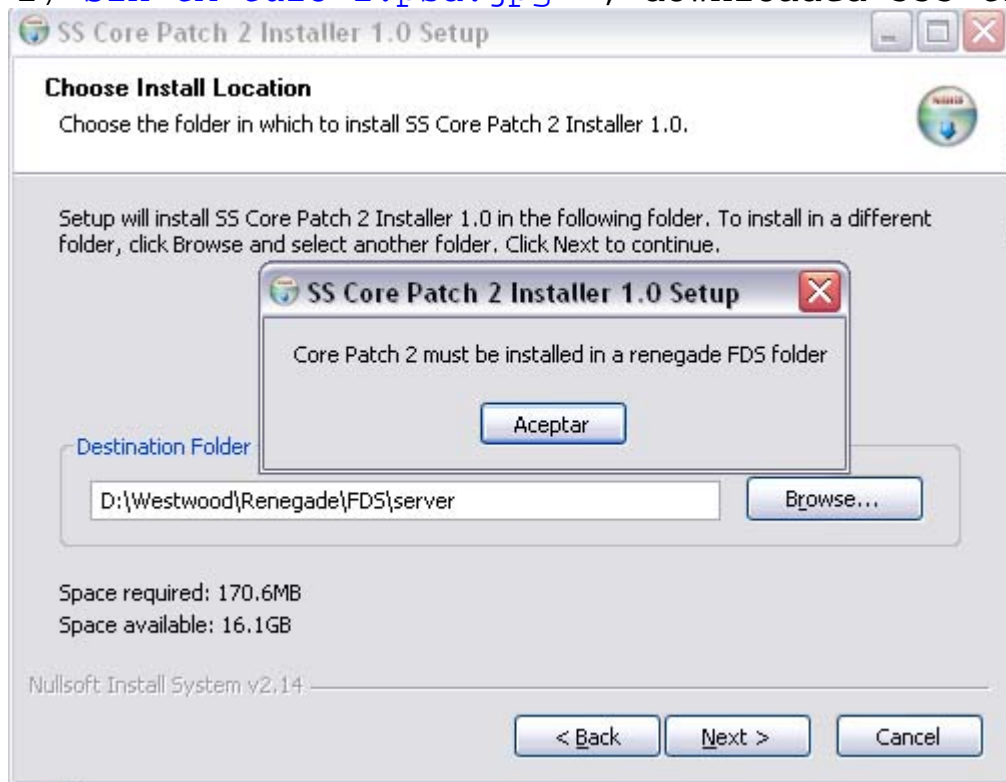 SS Core Patch 2 Installer 1.0 Setup
Choose Install Location
Choose the folder in which to install SS Core Patch 2 Installer 1.0.
Setup will install SS Core Patch 2 Installer 1.0 in the following folder. To install in a different
folder, click Browse and select another folder. Click Next to continue.
SS Core Patch 2 Installer 1.0 Setup
Core Patch 2 must be installed in a renegade FDS folder
Aceptar
Destination Folder
D:\Westwood\Renegade\FDS\server
Browse...
Space required: 170.6MB
Space available: 16.1GB
Nullsoft Install System v2.14
< Back
Next >
Cancel